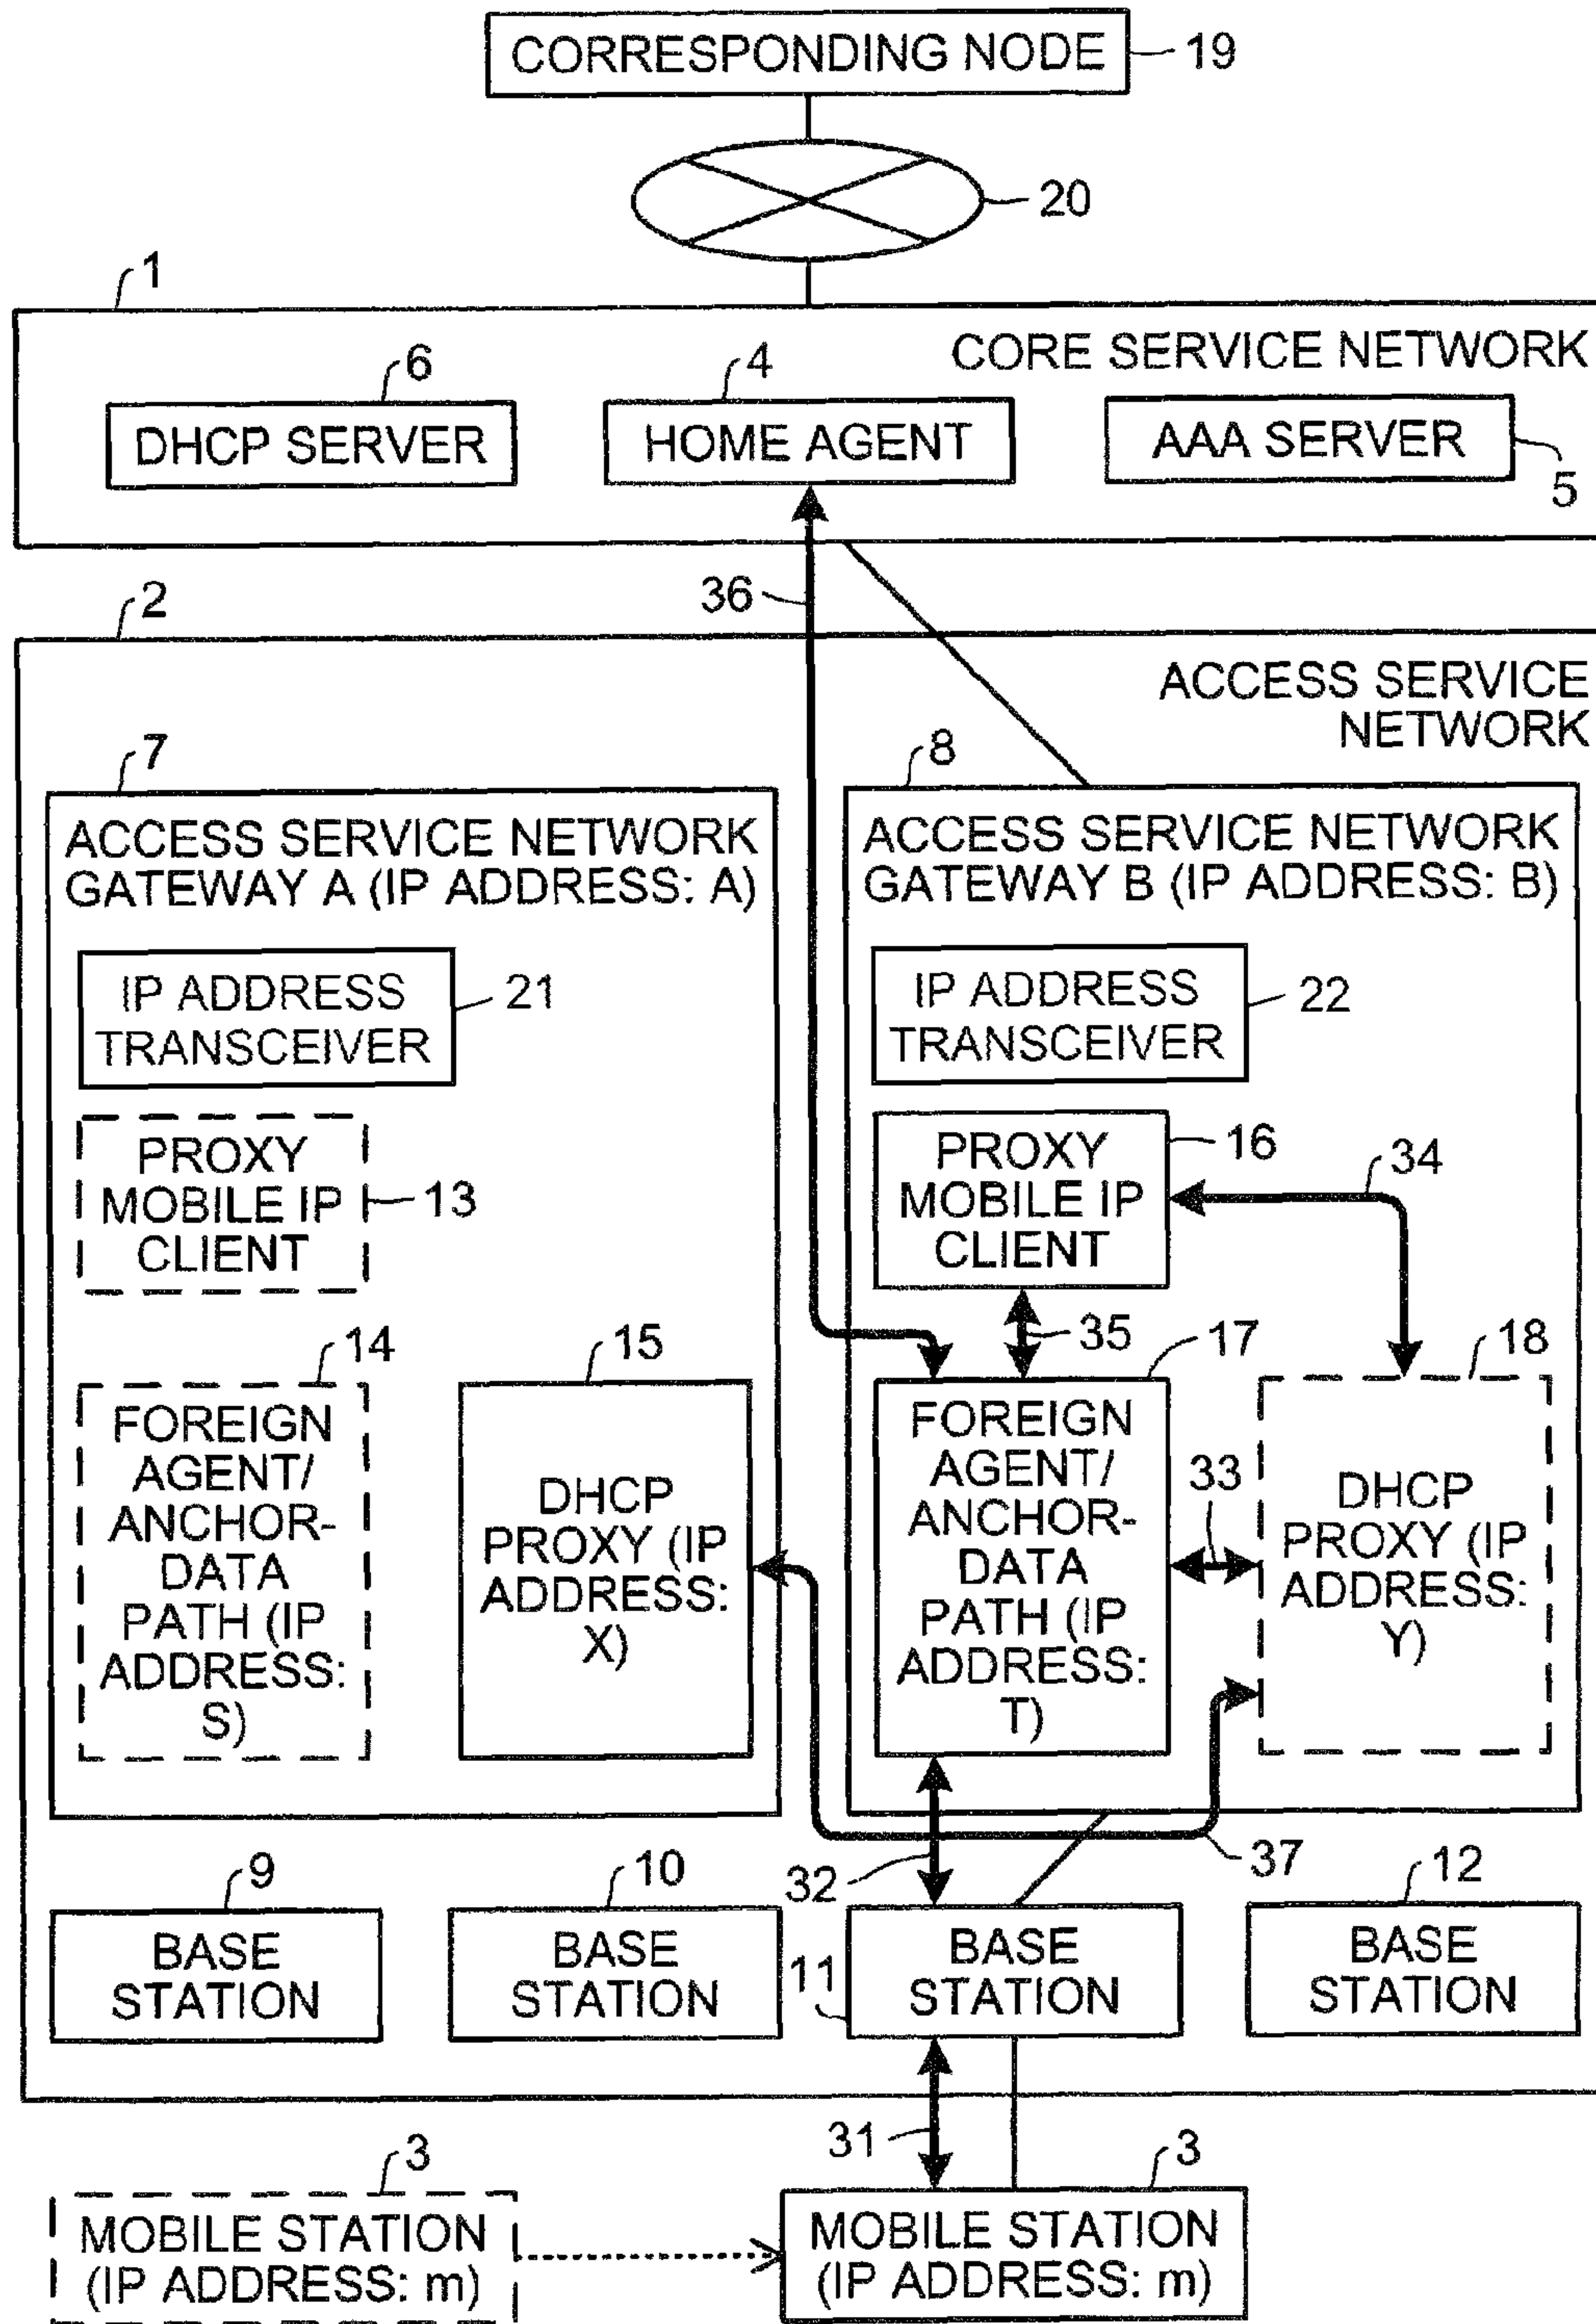 CORRESPONDING NODE
19
20
1
CORE SERVICE NETWORK
6
4
DHCP SERVER
HOME AGENT
AAA SERVER
5
36
2
ACCESS SERVICE
NETWORK
7
8
ACCESS SERVICE NETWORK
GATEWAY A (IP ADDRESS: A)
ACCESS SERVICE NETWORK
GATEWAY B (IP ADDRESS: B)
IP ADDRESS
TRANSCEIVER
21
IP ADDRESS
TRANSCEIVER
22
PROXY
MOBILE IP
CLIENT
13
PROXY
MOBILE IP
CLIENT
16
34
35
14
15
17
18
FOREIGN
AGENT/
ANCHOR-
DATA
PATH (IP
ADDRESS:
S)
DHCP
PROXY (IP
ADDRESS:
X)
FOREIGN
AGENT/
ANCHOR-
DATA
PATH (IP
ADDRESS:
T)
33
DHCP
PROXY (IP
ADDRESS:
Y)
32
37
9
10
11
12
BASE
STATION
BASE
STATION
BASE
STATION
BASE
STATION
31
3
3
MOBILE STATION
(IP ADDRESS: m)
MOBILE STATION
(IP ADDRESS: m)